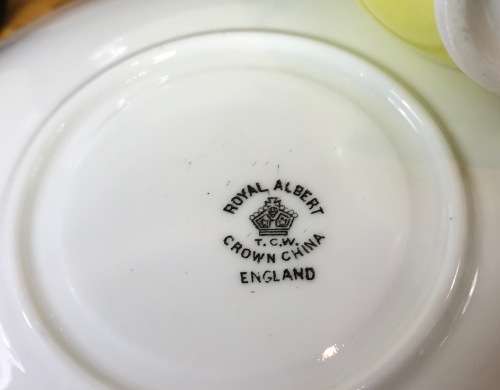 ROYAL ALBERT
T.C.W.
CROWN CHINA
ENGLAND